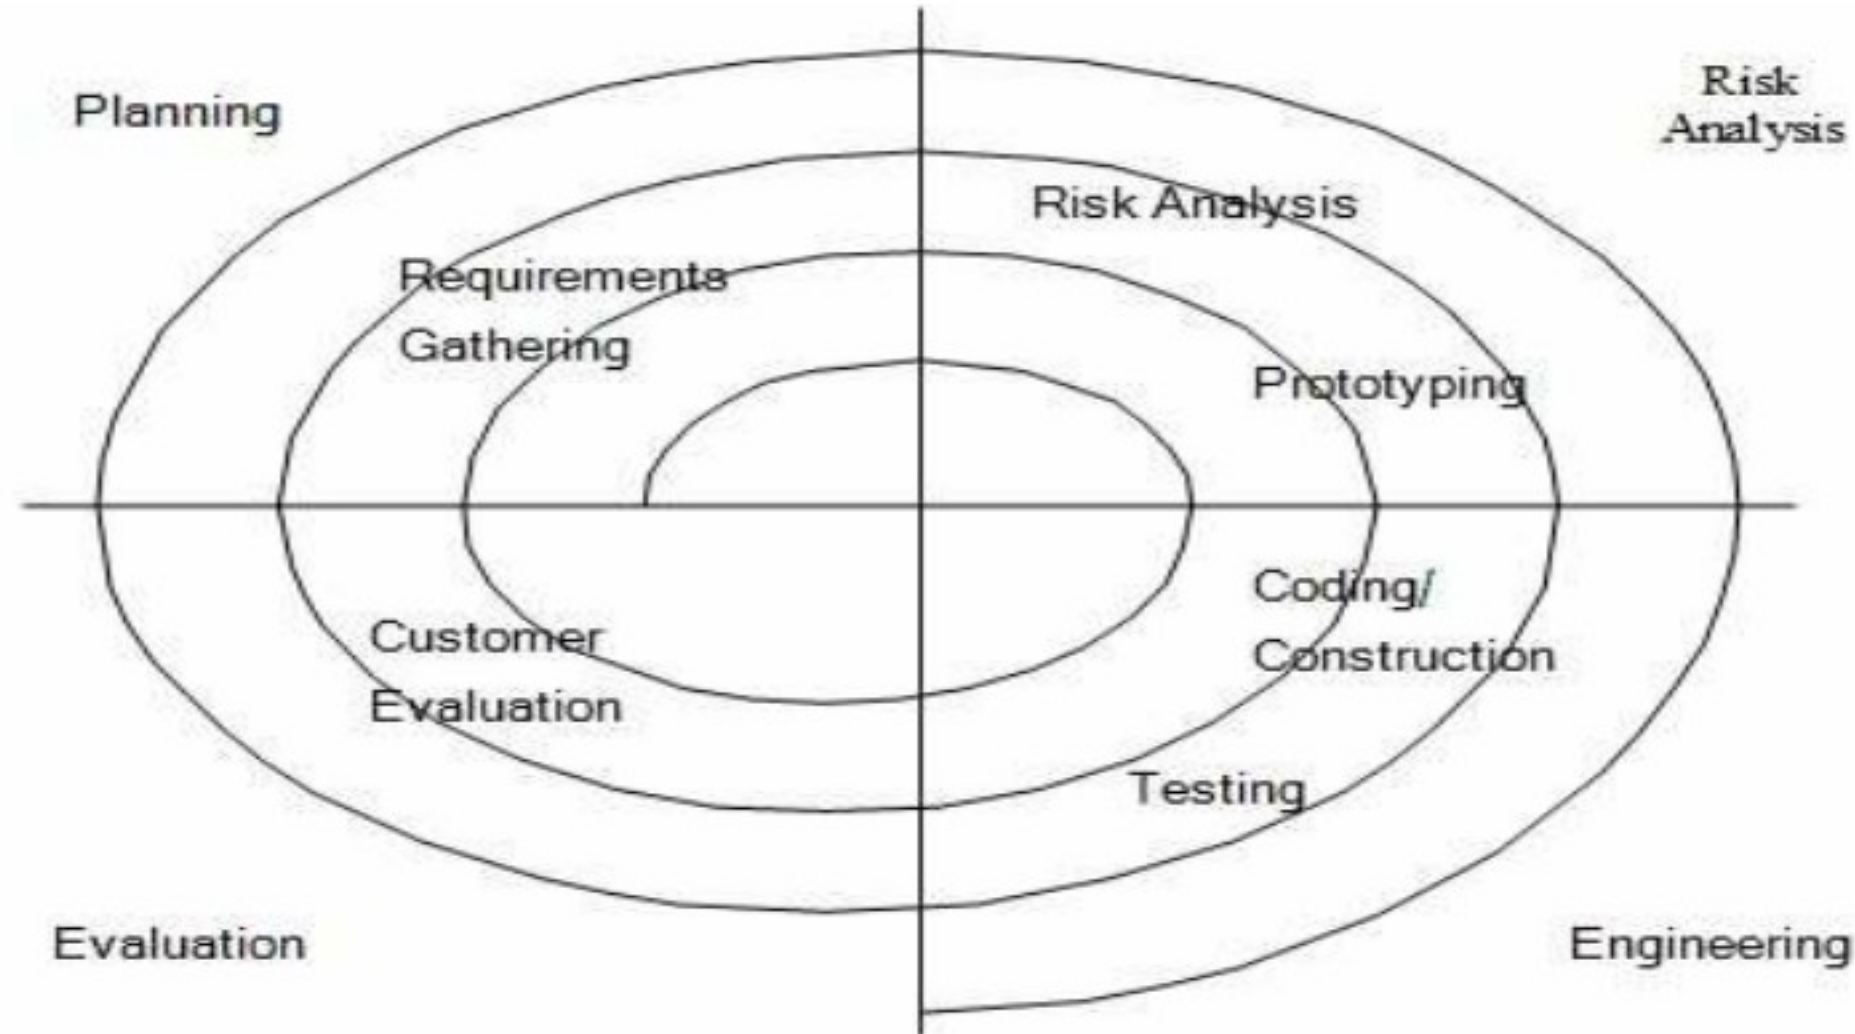 Planning
Risk
Analysis
Risk Analysis
Requirements
Gathering
Prototyping
Coding/
Construction
Customer
Evaluation
Testing
Evaluation
Engineering